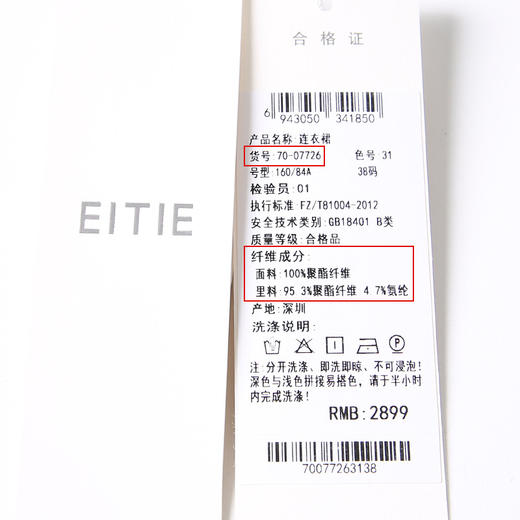 合格证
6 943050 341850
产品名称:连衣裙
货号:70-07726 色号:31
号型:160/84A 38码
检验员:01
执行标准:FZ/T81004-2012
安全技术类别:GB18401 B类
质量等级:合格品
纤维成分:
面料:100%聚酯纤维
里料:95 3%聚酯纤维 4 7%氨纶
产地:深圳
洗涤说明:
注:分开洗涤、即洗即晾、不可浸泡!
深色与浅色拼接易搭色,请于半小时
内完成洗涤!
RMB:2899
70077263138
EITIE